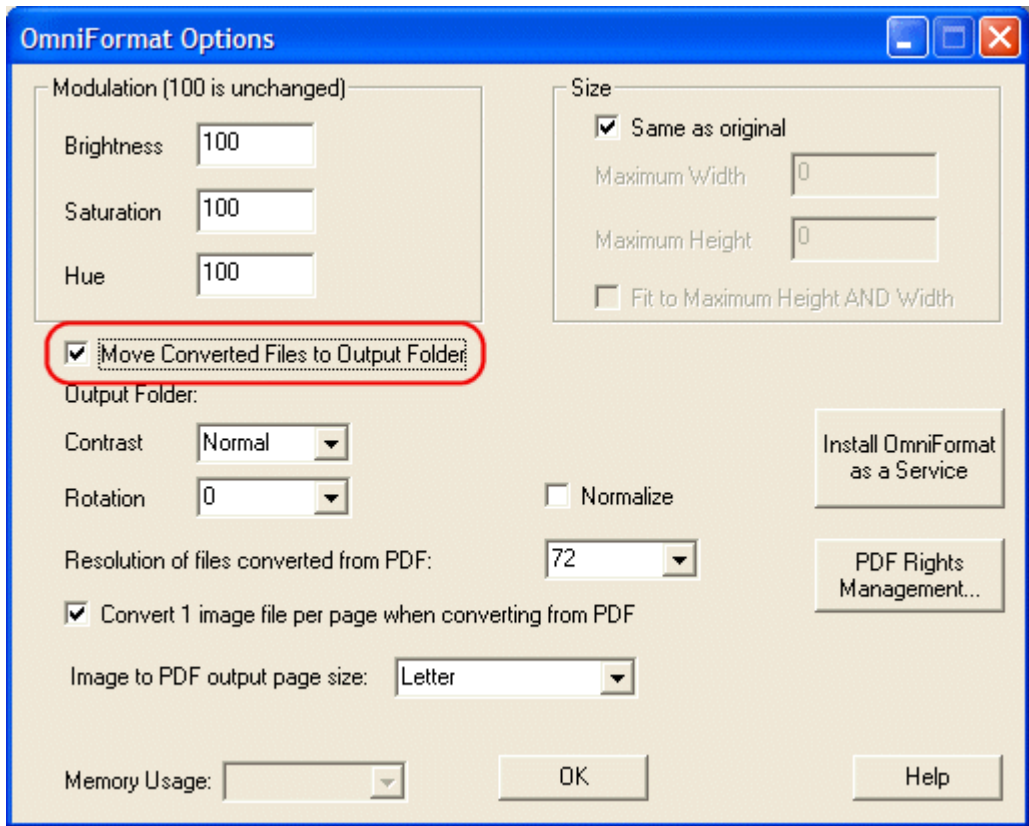 OmniFormat Options
Modulation (100 is unchanged)
Brightness 100
Saturation 100
Hue 100
Size
Same as original
Maximum Width 0
Maximum Height 0
Fit to Maximum Height AND Width
Move Converted Files to Output Folder
Output Folder:
Contrast Normal
Rotation 0
Normalize
Install OmniFormat
as a Service
Resolution of files converted from PDF: 72
PDF Rights
Management...
Convert 1 image file per page when converting from PDF
Image to PDF output page size: Letter
Memory Usage:
OK
Help